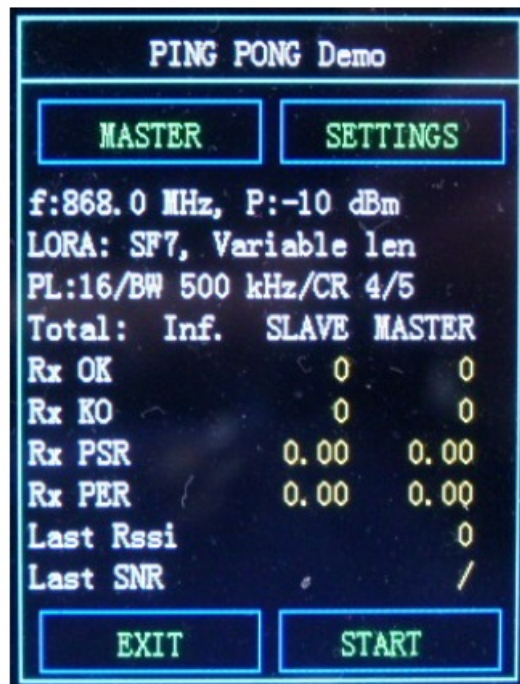 PING PONG Demo
MASTER SETTINGS
f:868.0 MHz, P:-10 dBm
LORA: SF7, Variable len
PL:16/BW 500 kHz/CR 4/5
Total: Inf. SLAVE MASTER
Rx OK 0 0
Rx KO 0 0
Rx PSR 0.00 0.00
Rx PER 0.00 0.00
Last Rssi 0
Last SNR /
EXIT START